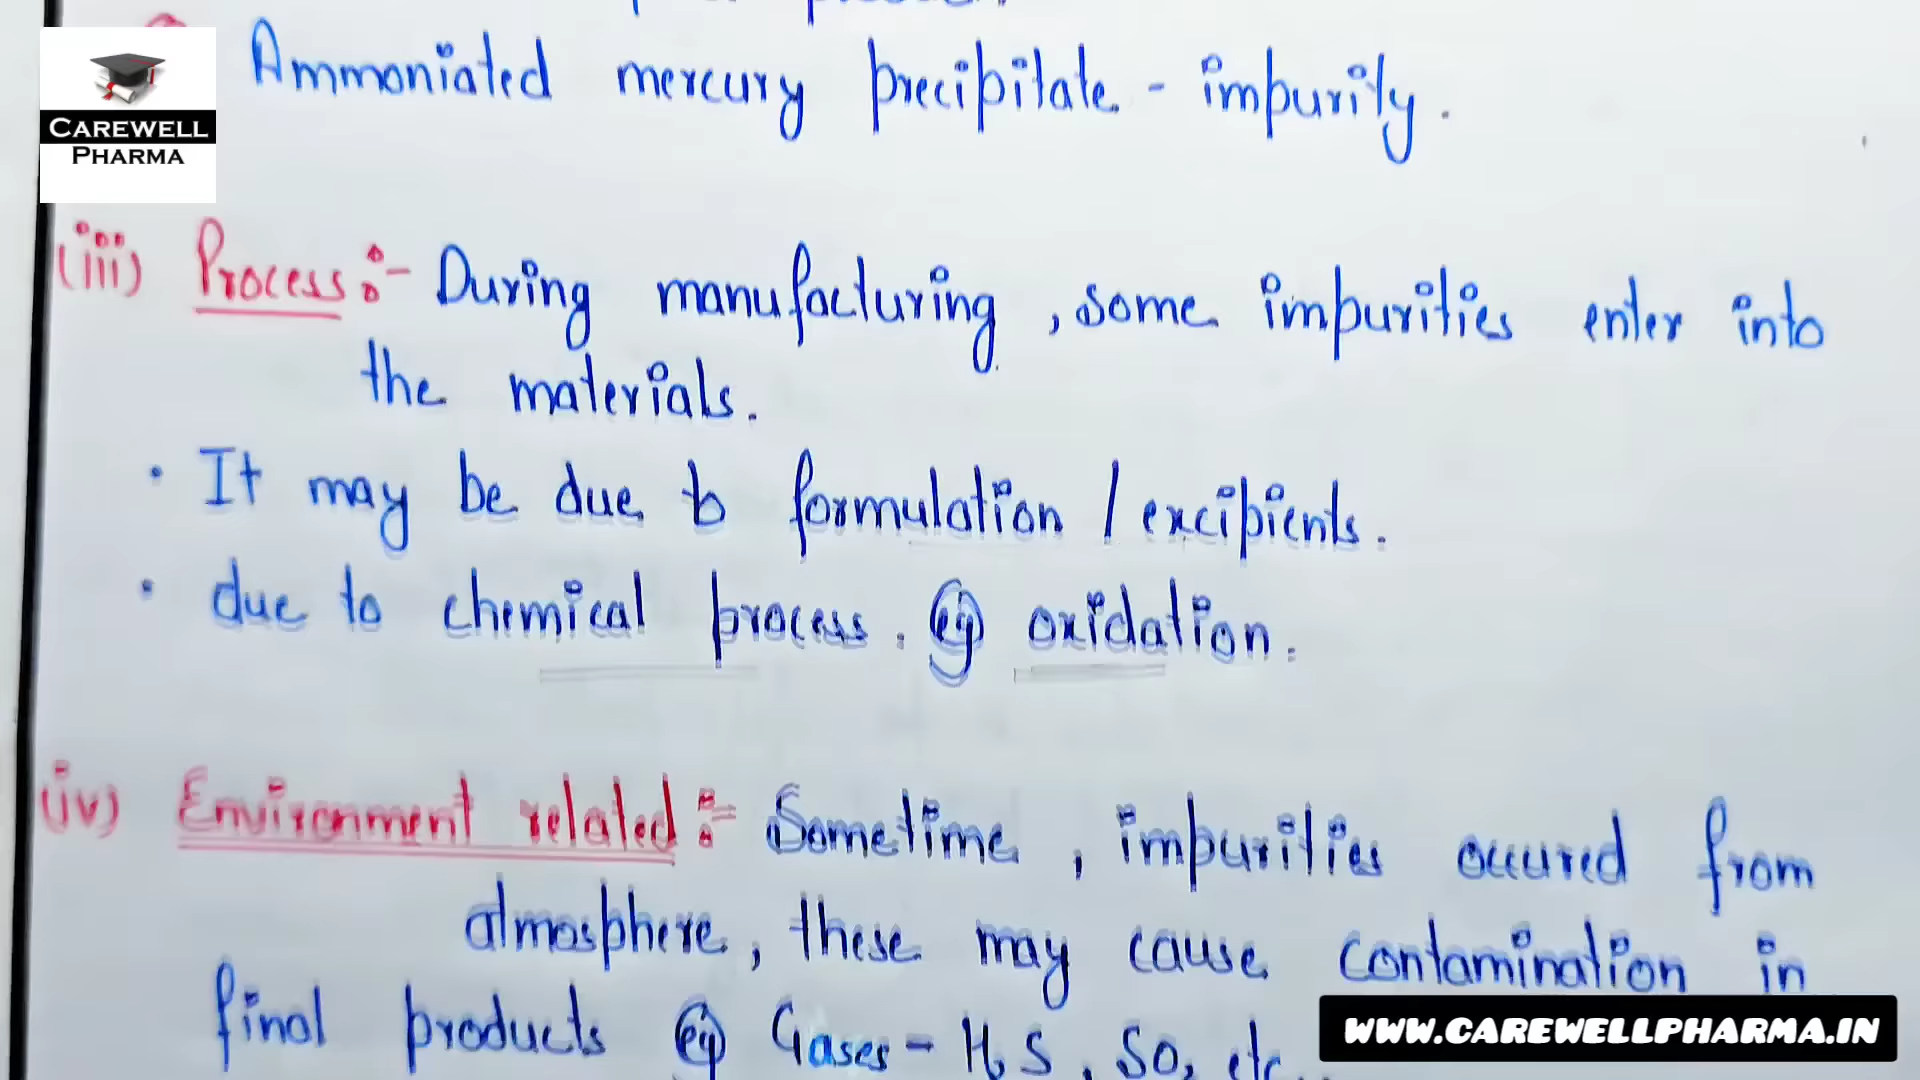 Ammoniated mercury precipitate - impurity.
CAREWELL
PHARMA
(iii) Process:- During manufacturing, some impurities enter into
the materials.
• It may be due to formulation / excipients.
• due to chemical process. eg oxidation.
(iv) Environment related:- Sometime, impurities occured from
atmosphere, these may cause contamination in
final products eg Gases - H₂S, SO₂ etc..
WWW.CAREWELLPHARMA.IN